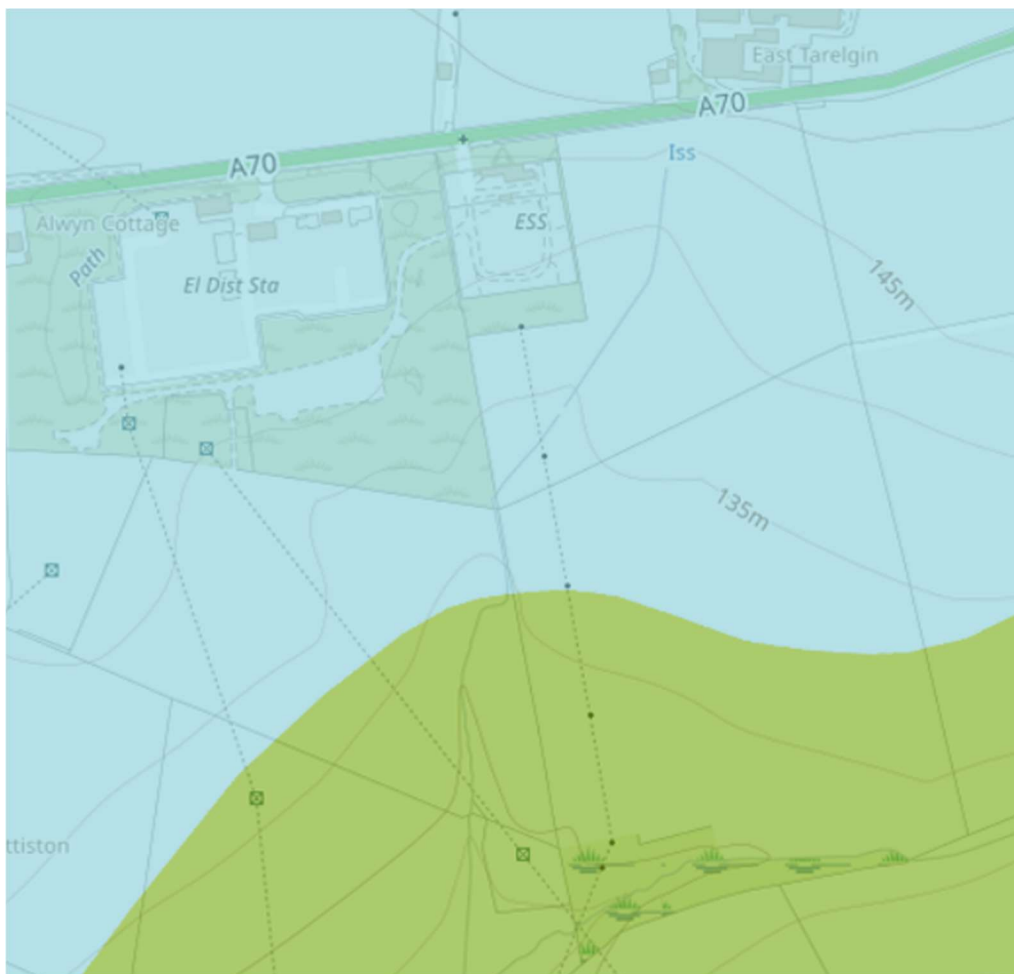 East Tarelgin
A70
A70
Iss
Alwyn Cottage
ESS
Path
El Dist Sta
145m
135m
ttiston